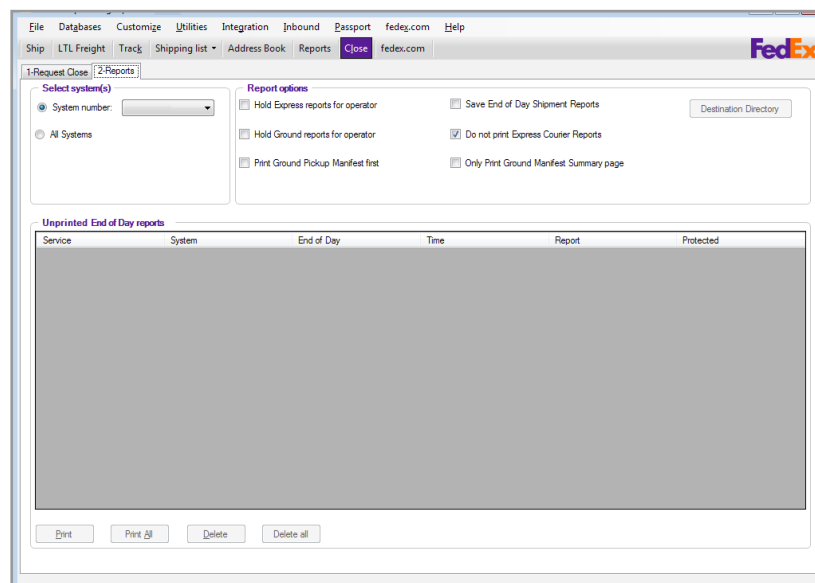 File Databases Customize Utilities Integration Inbound Passport fedex.com Help
Ship LTL Freight Track Shipping list Address Book Reports Close fedex.com FedEx
1-Request Close 2-Reports
Select system(s) Report options
System number: Hold Express reports for operator Save End of Day Shipment Reports Destination Directory
All Systems Hold Ground reports for operator Do not print Express Courier Reports
Print Ground Pickup Manifest first Only Print Ground Manifest Summary page
Unprinted End of Day reports
Service System End of Day Time Report Protected
Print Print All Delete Delete all